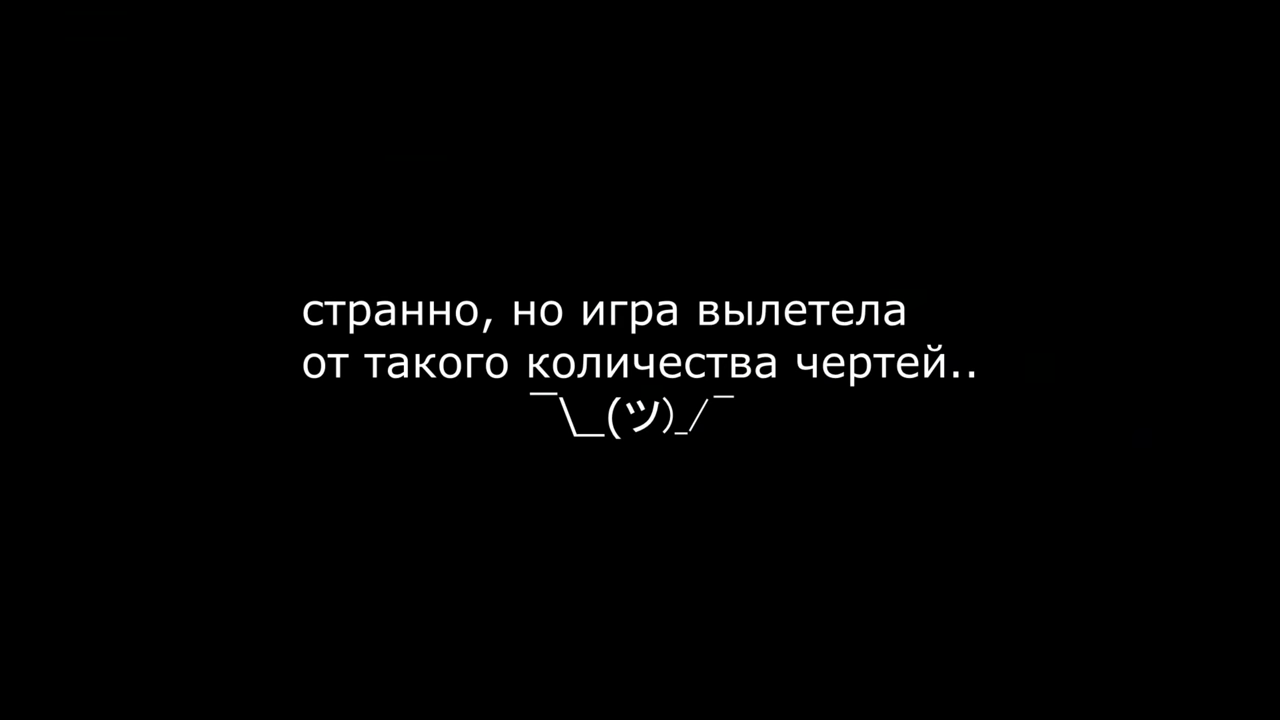 странно, но игра вылетела
от такого количества чертей..
¯\_(ツ)_/¯